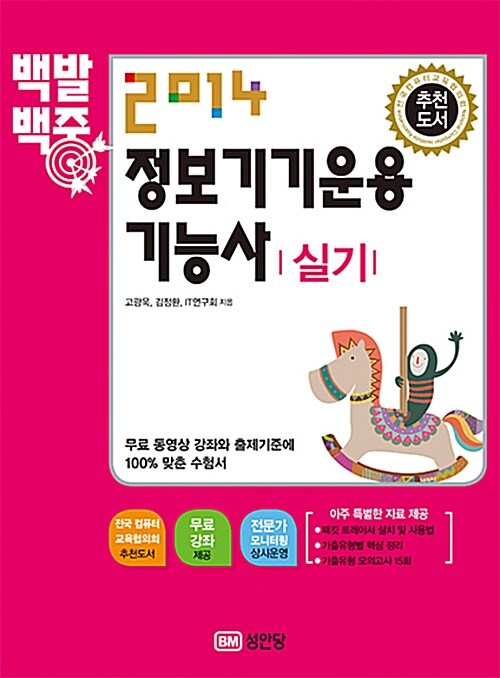 백발
백중
2014
추천
도서
정보기기운용
기능사 실기
고광욱, 김정환, IT연구회 지음
무료 동영상 강좌와 출제기준에
100% 맞춘 수험서
전국 컴퓨터
교육협의회
추천도서
무료
강좌
제공
전문가
모니터링
상시운영
아주 특별한 자료 제공
•패킷 트레이서 설치 및 사용법
•기출유형별 핵심 정리
•기출유형 모의고사 15회
BM 성안당